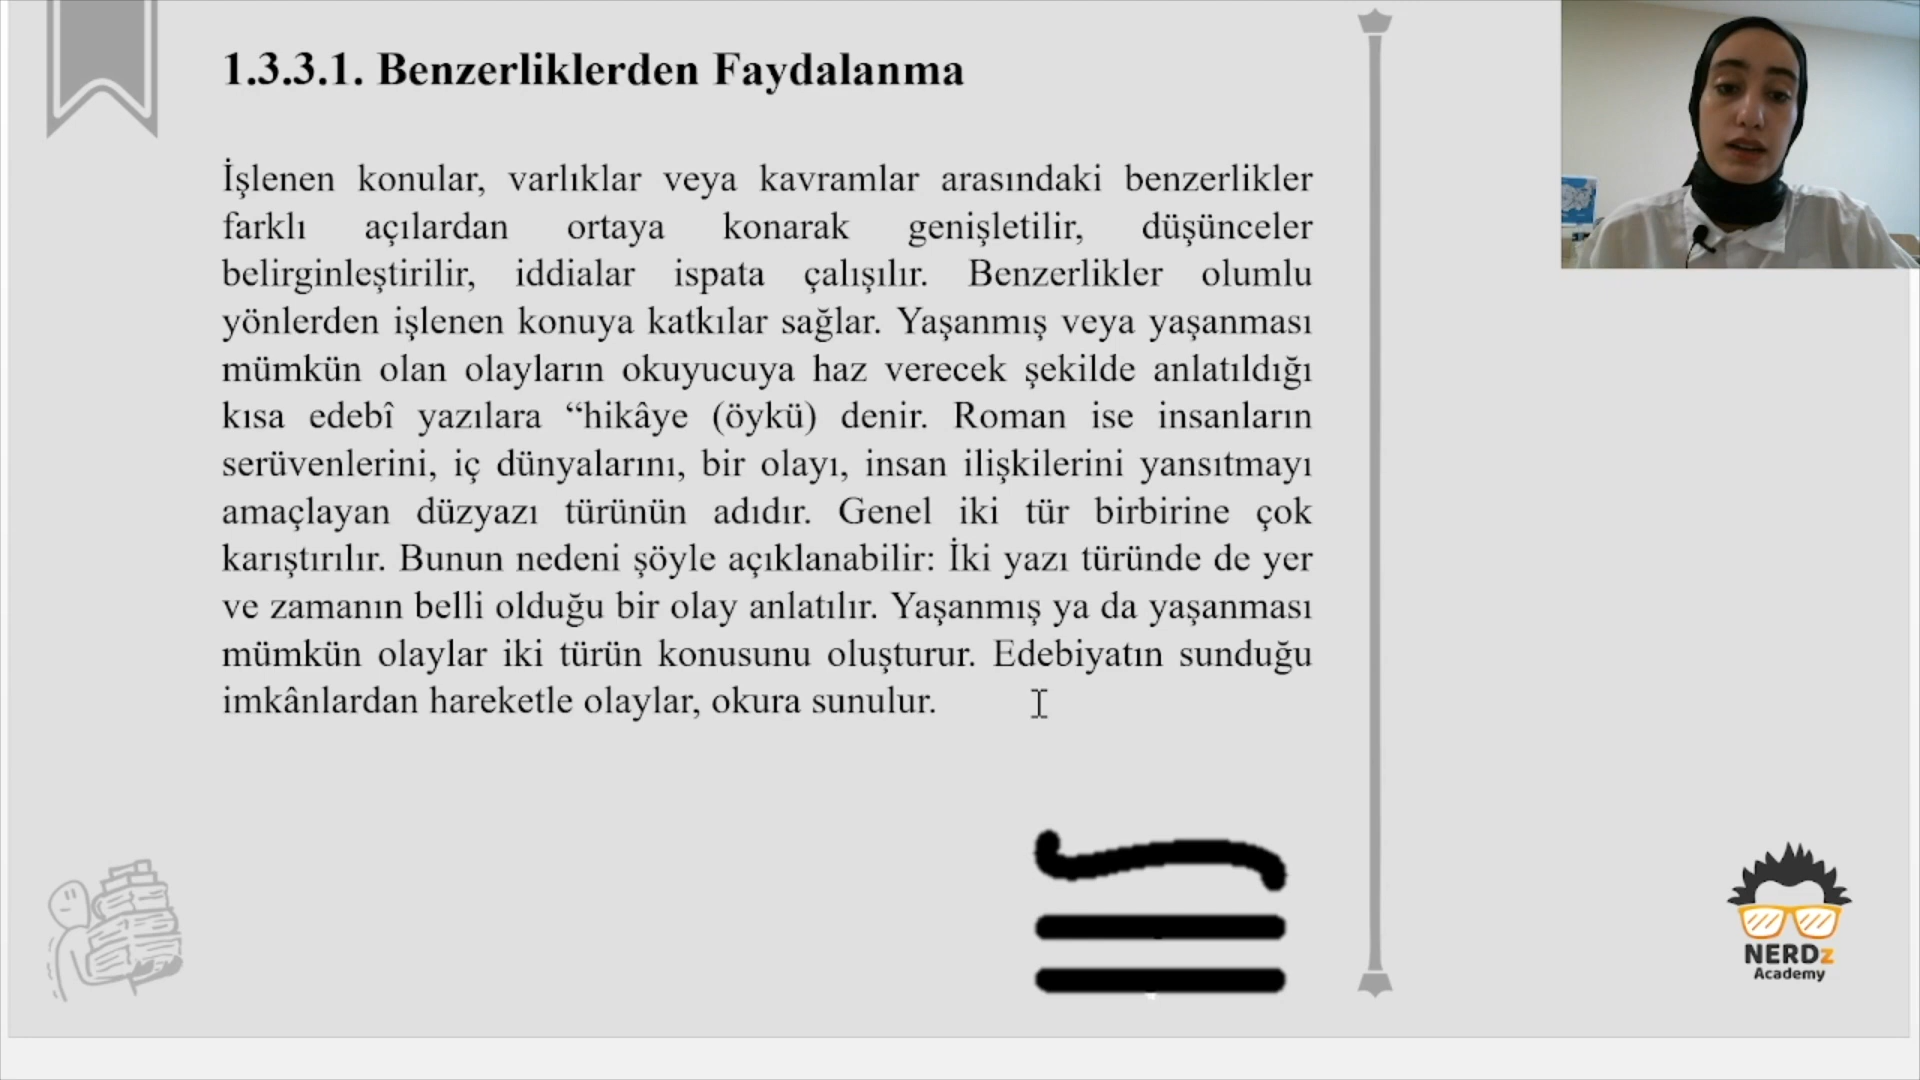 1.3.3.1. Benzerliklerden Faydalanma
İşlenen konular, varlıklar veya kavramlar arasındaki benzerlikler
farklı açılardan ortaya konarak genişletilir, düşünceler
belirginleştirilir, iddialar ispata çalışılır. Benzerlikler olumlu
yönlerden işlenen konuya katkılar sağlar. Yaşanmış veya yaşanması
mümkün olan olayların okuyucuya haz verecek şekilde anlatıldığı
kısa edebî yazılara “hikâye (öykü) denir. Roman ise insanların
serüvenlerini, iç dünyalarını, bir olayı, insan ilişkilerini yansıtmayı
amaçlayan düzyazı türünün adıdır. Genel iki tür birbirine çok
karıştırılır. Bunun nedeni şöyle açıklanabilir: İki yazı türünde de yer
ve zamanın belli olduğu bir olay anlatılır. Yaşanmış ya da yaşanması
mümkün olaylar iki türün konusunu oluşturur. Edebiyatın sunduğu
imkânlardan hareketle olaylar, okura sunulur.
NERDz
Academy